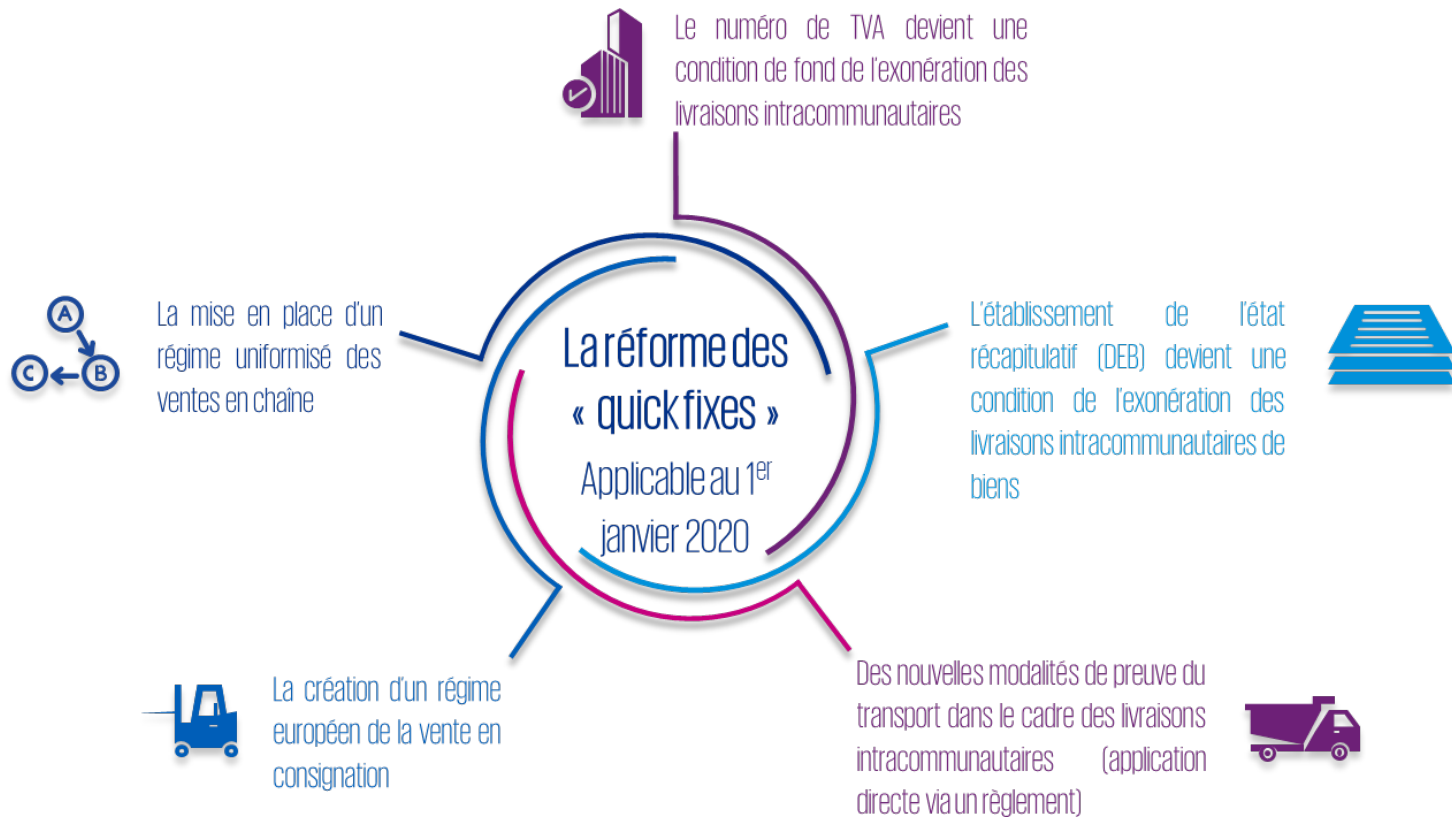 Le numéro de TVA devient une
condition de fond de l'exonération des
livraisons intracommunautaires
La mise en place d'un
régime uniformisé des
ventes en chaîne
A
B
C
La réforme des
« quick fixes »
Applicable au 1er
janvier 2020
L'établissement de l'état
récapitulatif (DEB) devient une
condition de l'exonération des
livraisons intracommunautaires de
biens
La création d'un régime
européen de la vente en
consignation
Des nouvelles modalités de preuve du
transport dans le cadre des livraisons
intracommunautaires (application
directe via un règlement)